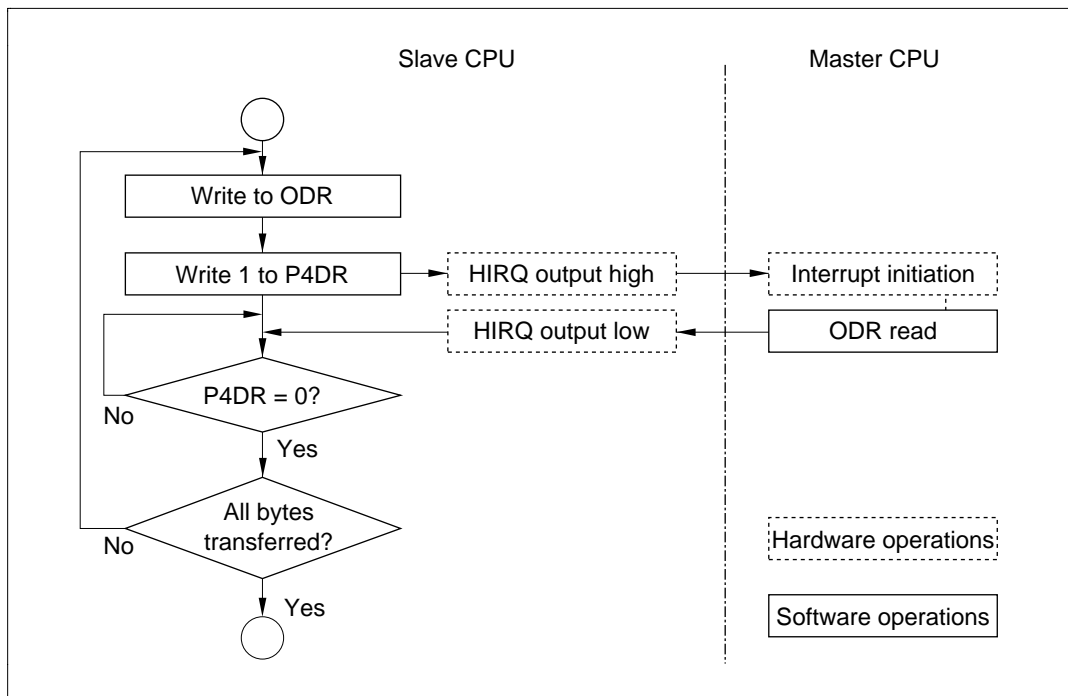 Slave CPU
Master CPU
Write to ODR
Write 1 to P4DR
HIRQ output high
Interrupt initiation
HIRQ output low
ODR read
P4DR = 0?
No
Yes
All bytes
transferred?
No
Yes
Hardware operations
Software operations